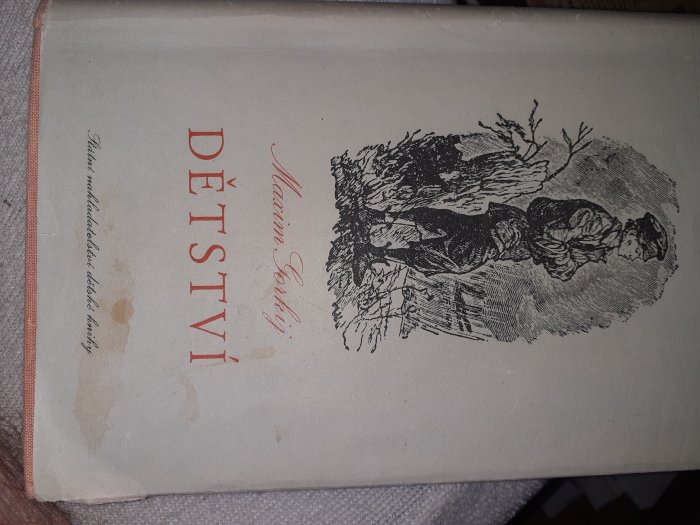 Maxim Gorkij
DĚTSTVÍ
Státní nakladatelství dětské knihy